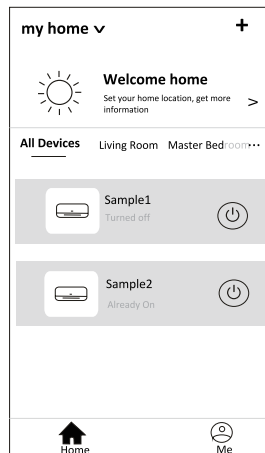 my home
+
Welcome home
Set your home location, get more
information
>
All Devices Living Room Master Bedroom ···
Sample1
Turned off
Sample2
Already On
Home Me